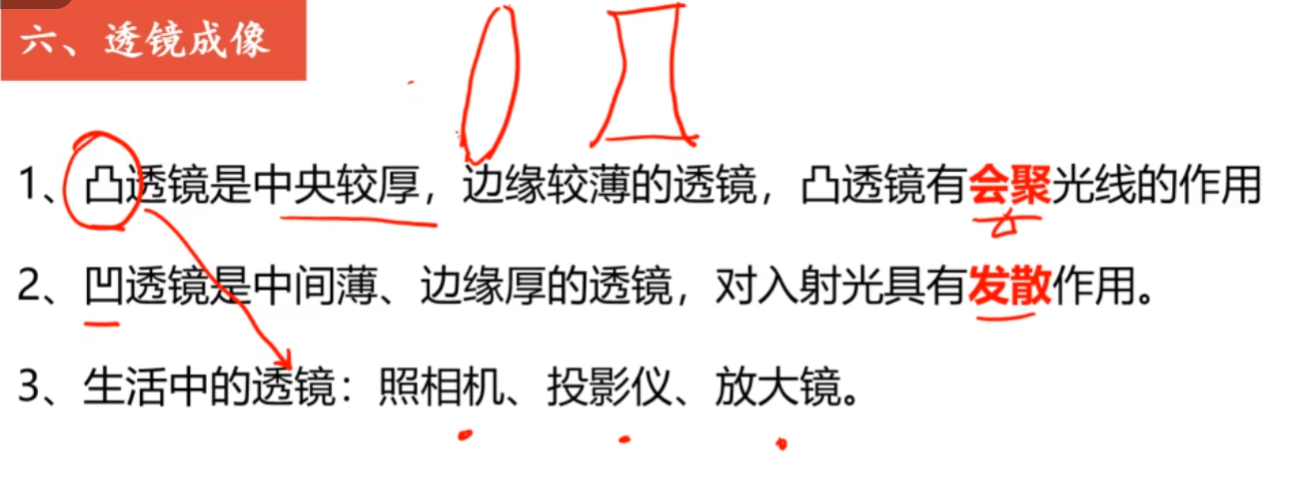 六、透镜成像
1、凸透镜是中央较厚，边缘较薄的透镜，凸透镜有会聚光线的作用
2、凹透镜是中间薄、边缘厚的透镜，对入射光具有发散作用。
3、生活中的透镜：照相机、投影仪、放大镜。